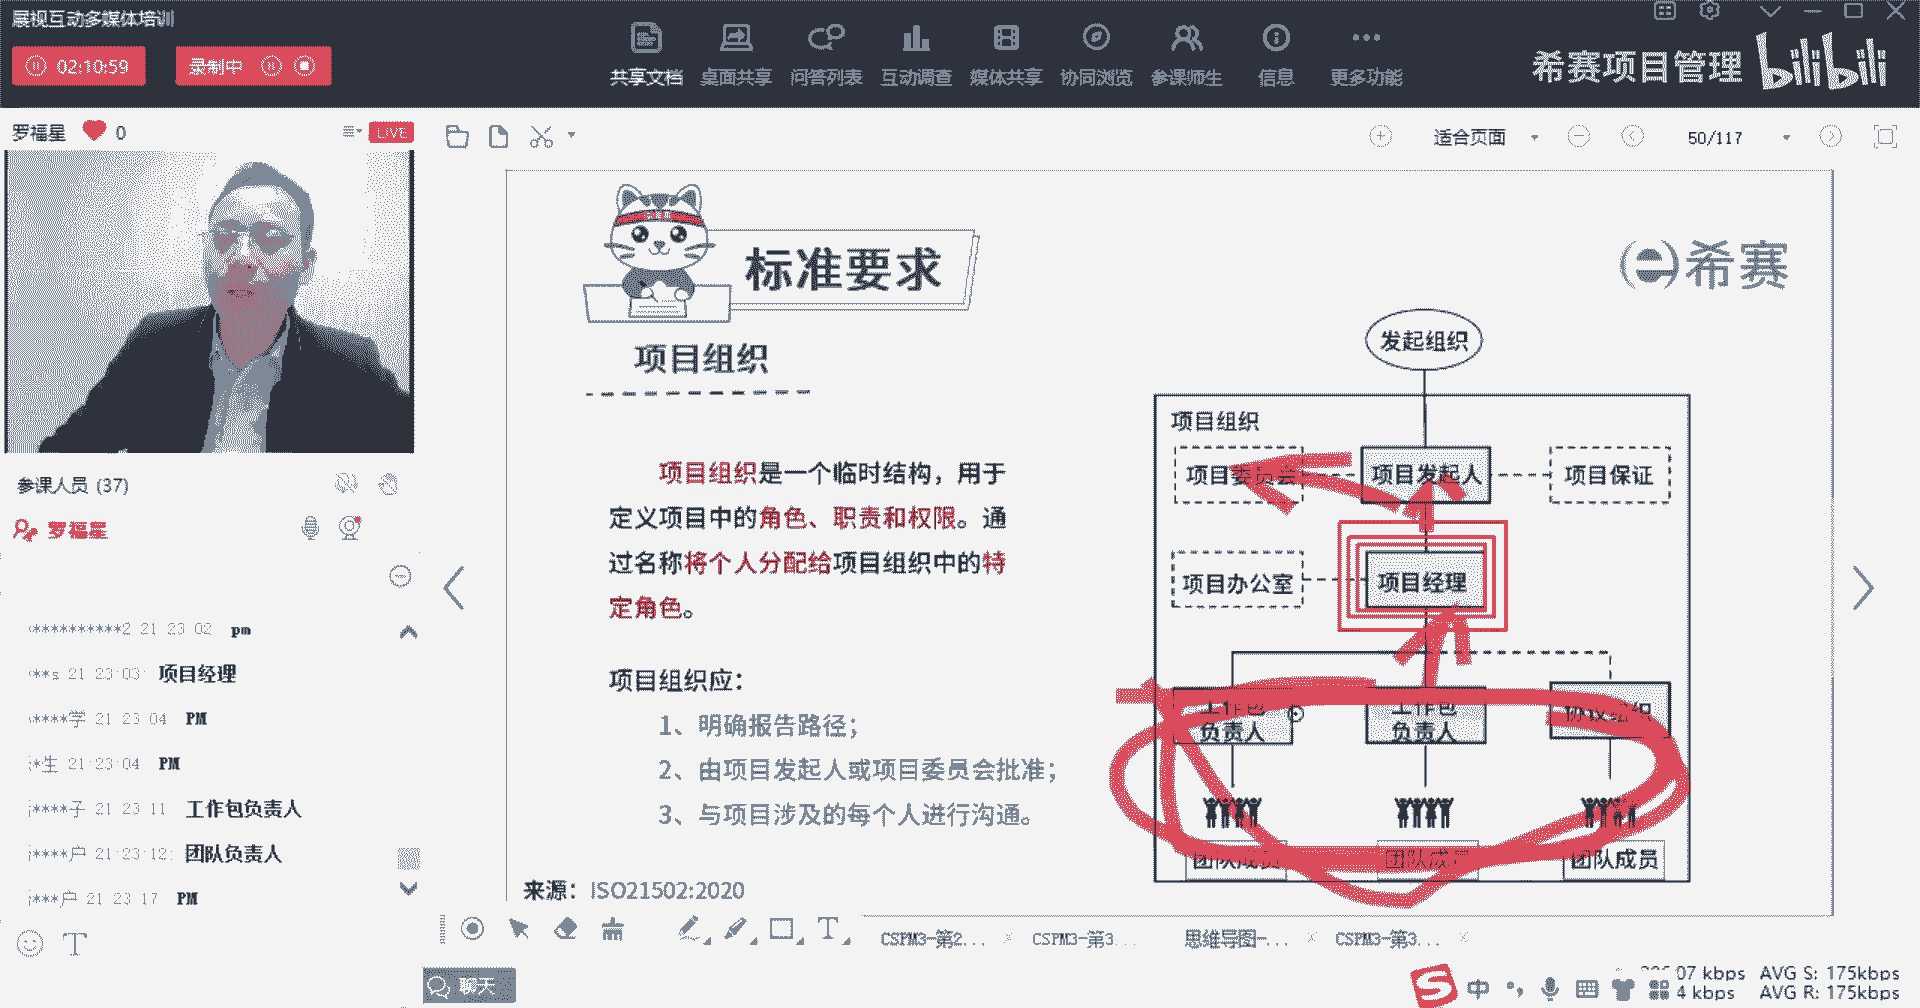 展视互动多媒体培训
02:10:59
录制中
共享文档 桌面共享 问答列表 互动调查 媒体共享 协同浏览 参课师生 信息 更多功能
希赛项目管理 bilibili
罗福星 0 LIVE
适合页面 50/117
标准要求
希赛
项目组织
项目组织是一个临时结构，用于
定义项目中的角色、职责和权限。通
过名称将个人分配给项目组织中的特
定角色。
项目组织应：
1、明确报告路径；
2、由项目发起人或项目委员会批准；
3、与项目涉及的每个人进行沟通。
来源：ISO21502:2020
发起组织
项目组织
项目委员会 项目发起人 项目保证
项目办公室 项目经理
工作包
负责人
工作包
负责人
协议组织
团队成员 团队成员 团队成员
参课人员 (37)
罗福星
**********2 21 23 02 pm
**s 21 23:03 项目经理
****学 21 23 04 PM
*生 21:23:04 PM
****子 21 23 11 工作包负责人
****户 21:23:12 团队负责人
***户 21 23 17 PM
T
T
CSPM3-第2... CSPM3-第3... 思维导图-... CSPM3-第3...
聊天
中
07 kbps AVG S: 175kbps
4 kbps AVG R: 175kbps